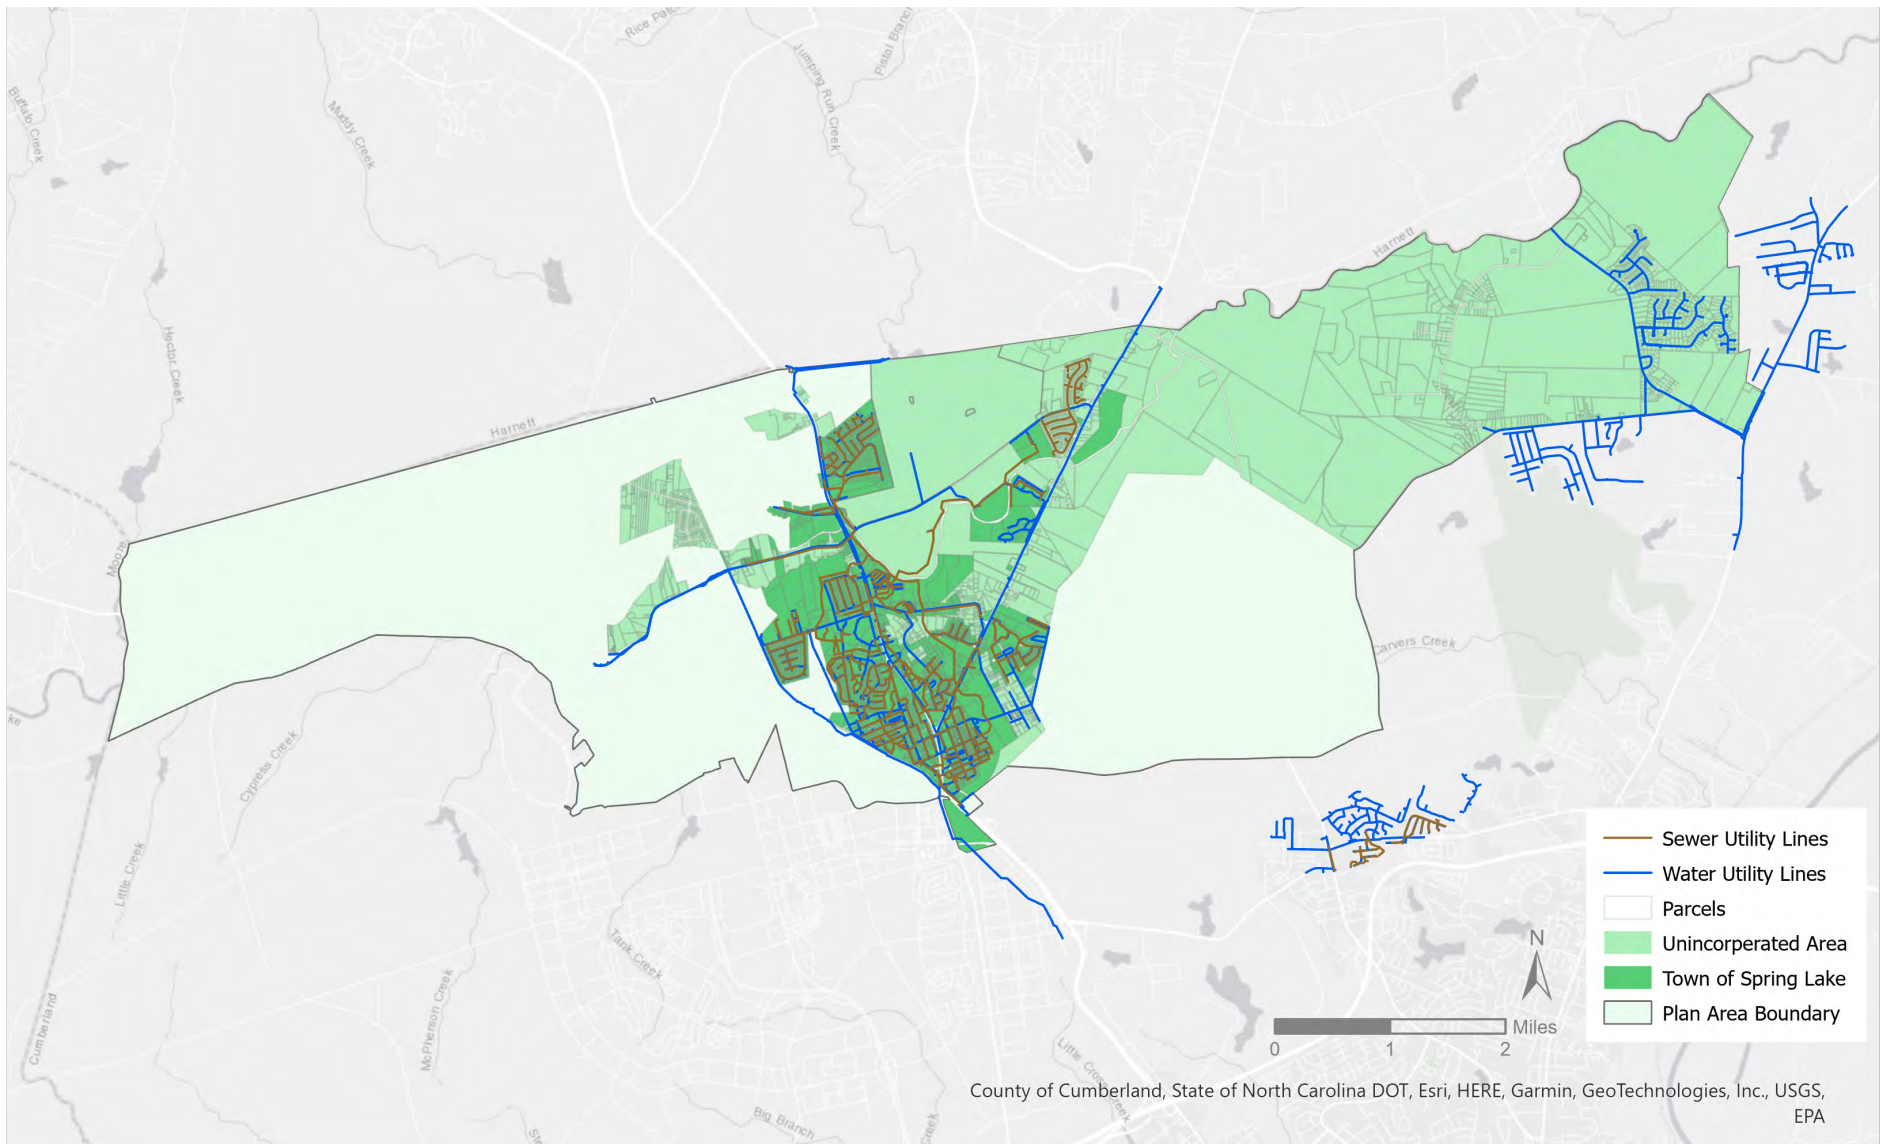 Rice Patch
Pistol Branch
Jumping Run Creek
Buffalo Creek
Muddy Creek
Harnett
Hector Creek
Harnett
Moore
Carvers Creek
ke
Cypress Creek
Little Creek
Tank Creek
McPherson Creek
Cumberland
Little Cross Creek
Big Branch
Creek
Sewer Utility Lines
Water Utility Lines
Parcels
Unincorperated Area
Town of Spring Lake
Plan Area Boundary
N
Miles
0 1 2
County of Cumberland, State of North Carolina DOT, Esri, HERE, Garmin, GeoTechnologies, Inc., USGS,
EPA